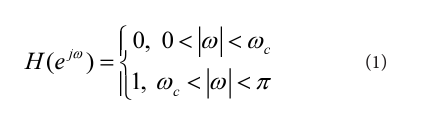 H(e^{jω}) = { 0, 0 < |ω| < ω_c
1, ω_c < |ω| < π
(1)